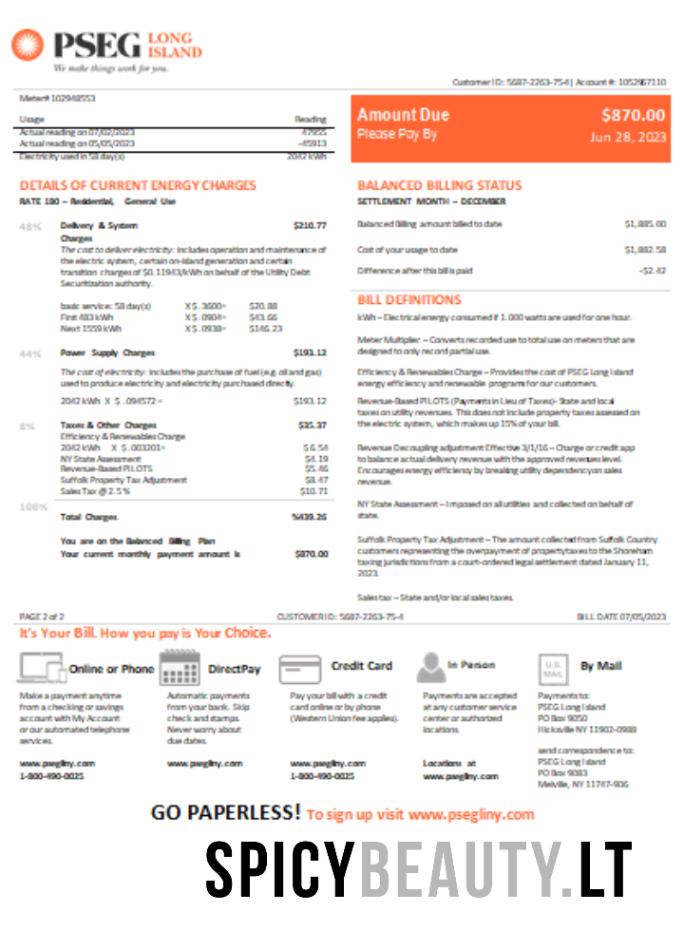 PSEG LONG ISLAND
We make things work for you.
Customer ID: 5687-2263-75-4| Account #: 1052967110
Meter# 102948553
Usage Reading
Actual reading on 07/02/2023 47955
Actual reading on 05/05/2023 -45913
Electricity used in 58 day(s) 2042 kWh
Amount Due $870.00
Please Pay By Jun 28, 2023
DETAILS OF CURRENT ENERGY CHARGES
RATE 180 – Residential, General Use
48% Delivery & System $210.77
Charges
The cost to deliver electricity: includes operation and maintenance of
the electric system, certain on-island generation and certain
transition charges of $0.11943/kWh on behalf of the Utility Debt
Securitization authority.
basic service: 58 day(s) X $.3600= $20.88
First 483 kWh X $.0904= $43.66
Next 1559 kWh X $.0938= $146.23
44% Power Supply Charges $193.12
The cost of electricity: includes the purchase of fuel (e.g. oil and gas)
used to produce electricity and electricity purchased directly.
2042 kWh X $.094572= $193.12
8% Taxes & Other Charges $35.37
Efficiency & Renewables Charge
2042 kWh X $.003201= $6.54
NY State Assessment $4.19
Revenue-Based PILOTS $5.46
Suffolk Property Tax Adjustment $8.47
Sales Tax @ 2.5% $10.71
100%
Total Charges %439.26
You are on the Balanced Billing Plan
Your current monthly payment amount is $870.00
BALANCED BILLING STATUS
SETTLEMENT MONTH – DECEMBER
Balanced Billing amount billed to date $1,885.00
Cost of your usage to date $1,882.58
Difference after this bill is paid -$2.42
BILL DEFINITIONS
kWh – Electrical energy consumed if 1.000 watts are used for one hour.
Meter Multiplier – Converts recorded use to total use on meters that are
designed to only record partial use.
Efficiency & Renewables Charge – Provides the cost of PSEG Long Island
energy efficiency and renewable programs for our customers.
Revenue-Based PILOTS (Payments in Lieu of Taxes)- State and local
taxes on utility revenues. This does not include property taxes assessed on
the electric system, which makes up 15% of your bill.
Revenue Decoupling adjustment Effective 3/1/16 – Charge or credit app
to balance actual delivery revenue with the approved revenues level.
Encourages energy efficiency by breaking utility dependency on sales
revenue.
NY State Assessment – Imposed on all utilities and collected on behalf of
state.
Suffolk Property Tax Adjustment – The amount collected from Suffolk Country
customers representing the overpayment of property taxes to the Shoreham
taxing jurisdictions from a court-ordered legal settlement dated January 11,
2023.
Sales tax – State and/or local sales taxes.
PAGE 2 of 2 CUSTOMER ID: 5687-2263-75-4 BILL DATE 07/05/2023
It's Your Bill. How you pay is Your Choice.
Online or Phone
Make a payment anytime
from a checking or savings
account with My Account
or our automated telephone
services.
www.psegliny.com
1-800-490-0025
DirectPay
Automatic payments
from your bank. Skip
check and stamps.
Never worry about
due dates.
www.psegliny.com
Credit Card
Pay your bill with a credit
card online or by phone
(Western Union fee applies).
www.psegliny.com
1-800-490-0025
In Person
Payments are accepted
at any customer service
center or authorized
locations.
Locations at
www.psegliny.com
U.S. MAIL
By Mail
Payments to:
PSEG Long Island
PO Box 9050
Hicksville NY 11902-0988
send correspondence to:
PSEG Long Island
PO Box 9083
Melville, NY 11747-906
GO PAPERLESS! To sign up visit www.psegliny.com
SPICYBEAUTY.LT